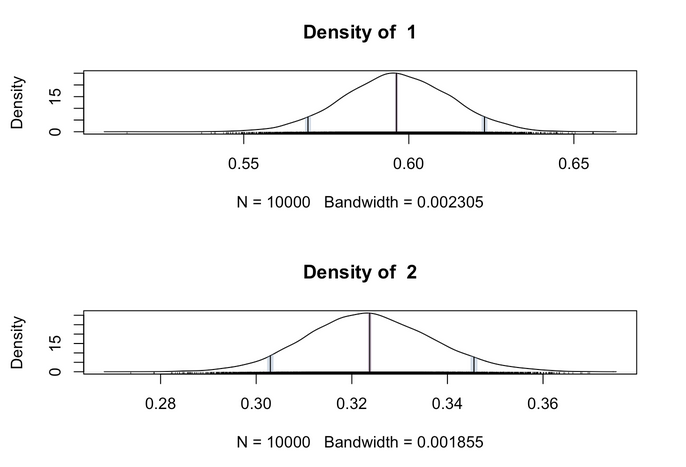 Density of  1
Density
15
0
0.55
0.60
0.65
N = 10000   Bandwidth = 0.002305
Density of  2
Density
15
0
0.28
0.30
0.32
0.34
0.36
N = 10000   Bandwidth = 0.001855